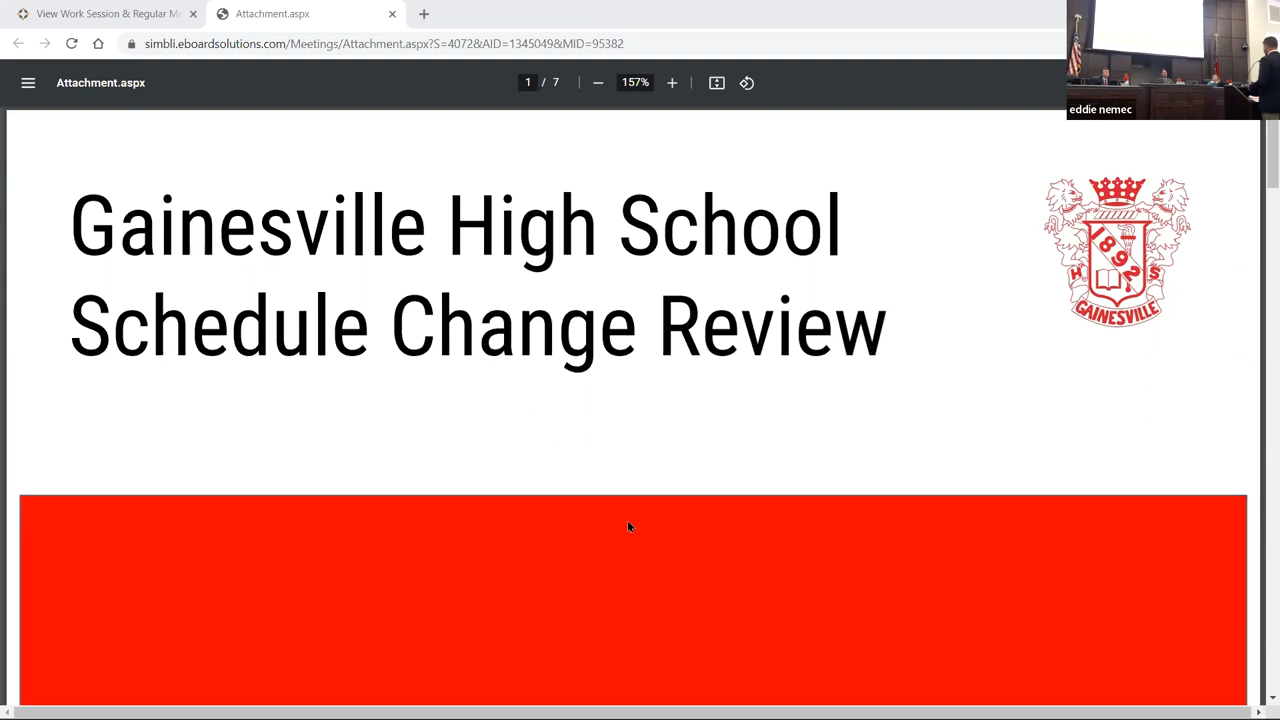 View Work Session & Regular M
Attachment.aspx
simbli.eboardsolutions.com/Meetings/Attachment.aspx?S=4072&AID=1345049&MID=95382
Attachment.aspx
1 / 7
157%
eddie nemec
Gainesville High School
Schedule Change Review
1892
H S
GAINESVILLE